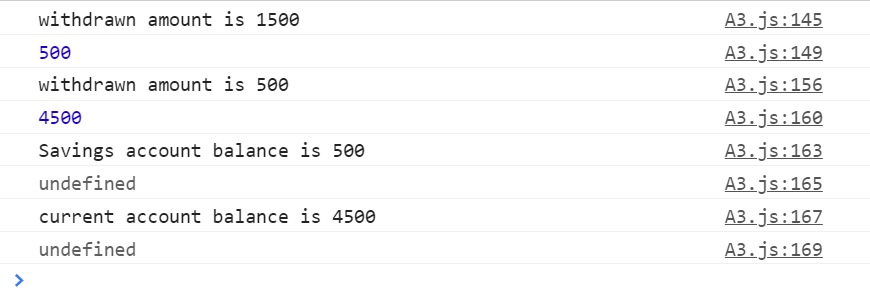 withdrawn amount is 1500 A3.js:145
500 A3.js:149
withdrawn amount is 500 A3.js:156
4500 A3.js:160
Savings account balance is 500 A3.js:163
undefined A3.js:165
current account balance is 4500 A3.js:167
undefined A3.js:169